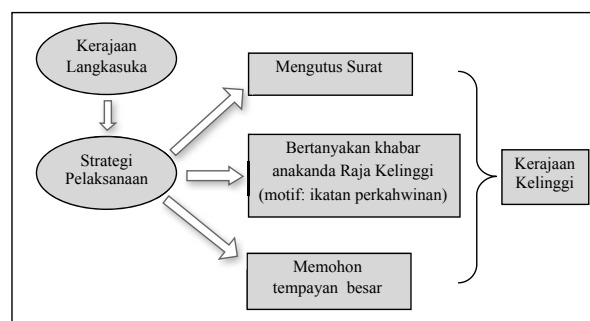 Kerajaan
Langkasuka
Strategi
Pelaksanaan
Mengutus Surat
Bertanyakan khabar
anakanda Raja Kelinggi
(motif: ikatan perkahwinan)
Memohon
tempayan besar
Kerajaan
Kelinggi